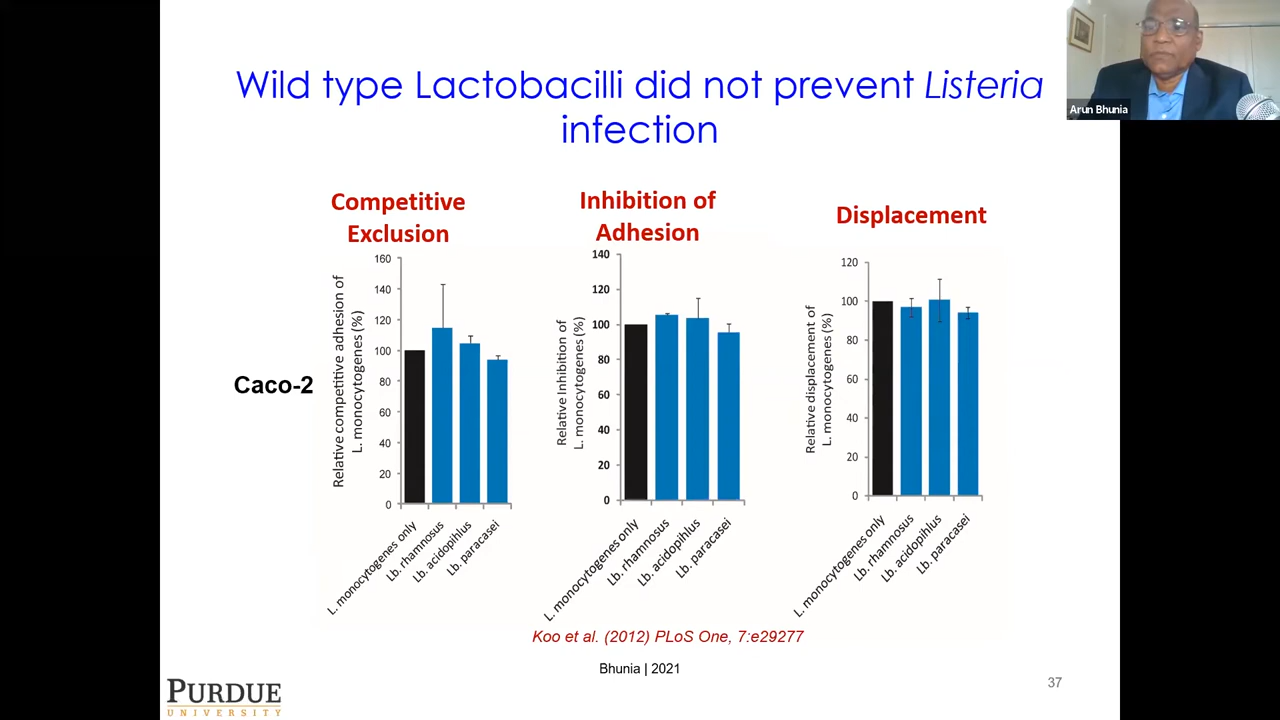 Wild type Lactobacilli did not prevent Listeria
infection
Arun Bhunia
Competitive
Exclusion
Inhibition of
Adhesion
Displacement
Caco-2
Relative competitive adhesion of
L. monocytogenes (%)
160
140
120
100
80
60
40
20
0
L. monocytogenes only
Lb. rhamnosus
Lb. acidopihlus
Lb. paracasei
Relative Inhibition of
L. monocytogenes (%)
140
120
100
80
60
40
20
0
L. monocytogenes only
Lb. rhamnosus
Lb. acidopihlus
Lb. paracasei
Relative displacement of
L. monocytogenes (%)
120
100
80
60
40
20
0
L. monocytogenes only
Lb. rhamnosus
Lb. acidopihlus
Lb. paracasei
Koo et al. (2012) PLoS One, 7:e29277
Bhunia | 2021
37
PURDUE
UNIVERSITY